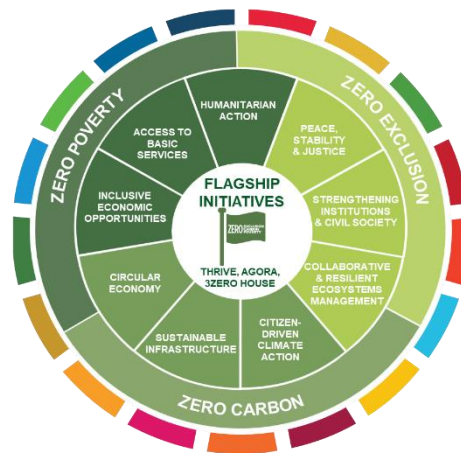 ZERO POVERTY
ZERO EXCLUSION
ZERO CARBON
HUMANITARIAN
ACTION
PEACE,
STABILITY
& JUSTICE
STRENGTHENING
INSTITUTIONS
& CIVIL SOCIETY
COLLABORATIVE
& RESILIENT
ECOSYSTEMS
MANAGEMENT
CITIZEN-
DRIVEN
CLIMATE
ACTION
SUSTAINABLE
INFRASTRUCTURE
CIRCULAR
ECONOMY
INCLUSIVE
ECONOMIC
OPPORTUNITIES
ACCESS TO
BASIC
SERVICES
FLAGSHIP
INITIATIVES
THRIVE, AGORA,
3ZERO HOUSE